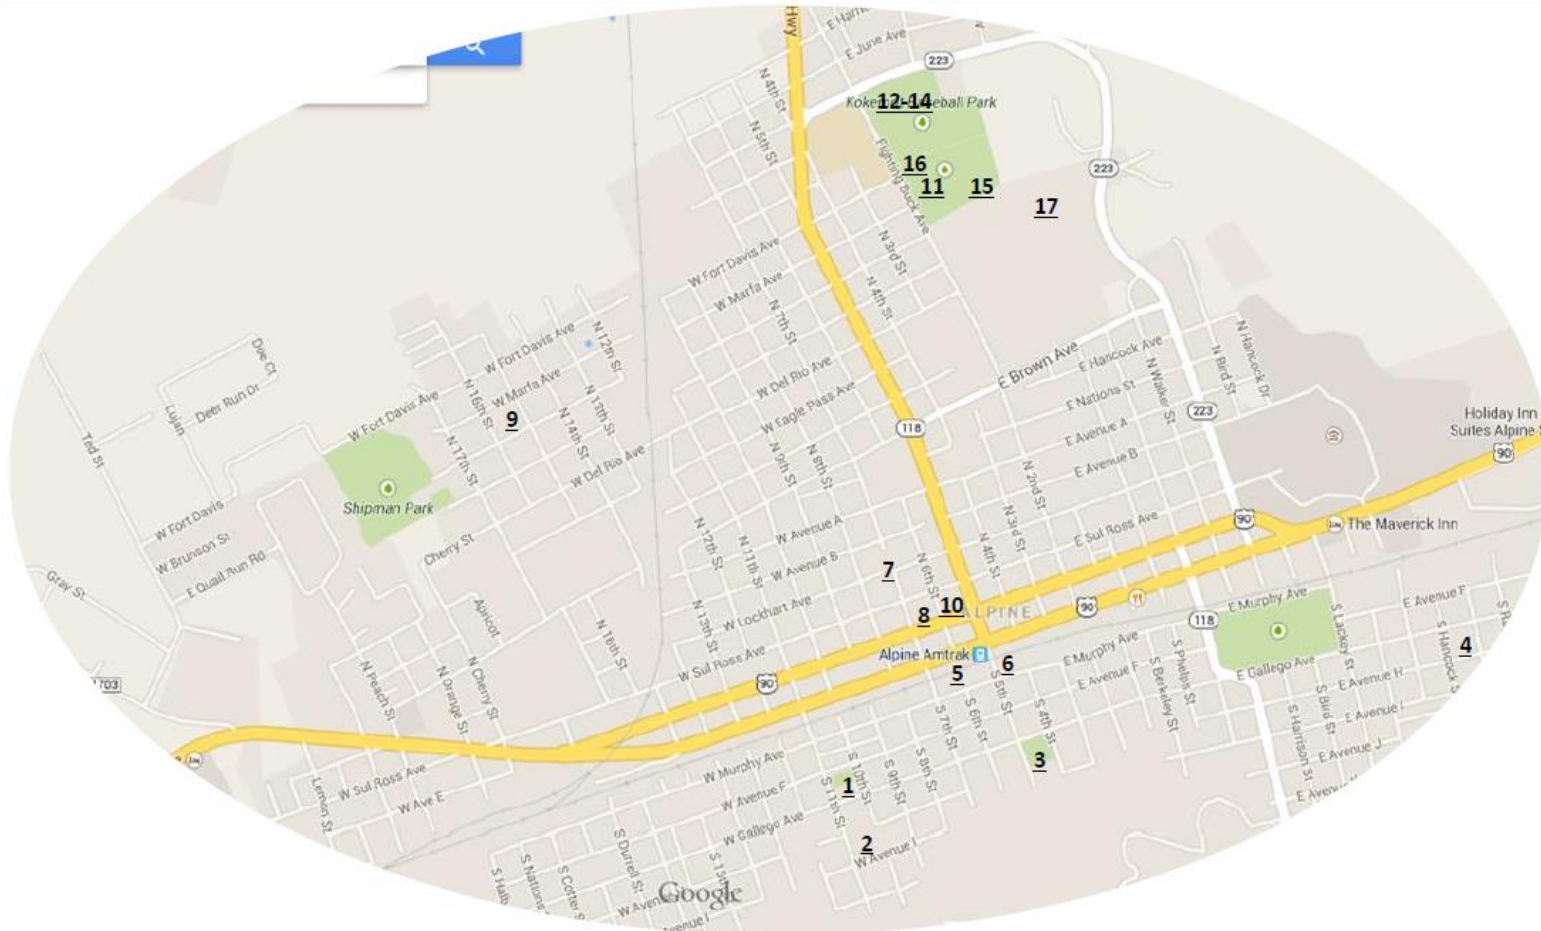 Hwy
E June Ave
223
N 4th St
12-14
Kokernot Baseball Park
N 5th St
Fighting Buck Ave
16
11
15
17
223
W Fort Davis Ave
N 3rd St
W Marfa Ave
N 4th St
N 7th St
Doe Ct
W Fort Davis Ave
N 12th St
E Brown Ave
E Hancock Ave
N Hancock Dr
Deer Run Dr
Lujan
W Fort Davis Ave
N 16th St
W Marfa Ave
9
N 13th St
N 14th St
W Del Rio Ave
W Eagle Pass Ave
118
E Nations St
N Walker St
N Bird St
223
Holiday Inn
Suites Alpine
90
Ted St
N 17th St
W Del Rio Ave
N 9th St
N 8th St
E Avenue A
E Avenue B
N 2nd St
Shipman Park
W Fort Davis
W Brunson St
E Quail Run Rd
Cherry St
N 12th St
N 11th St
W Avenue A
W Avenue B
N 3rd St
N 4th St
E Sul Ross Ave
90
The Maverick Inn
Gray St
Apricot
N 13th St
W Lockhart Ave
7
N 6th St
8
10
ALPINE
90
118
E Murphy Ave
E Avenue F
N 16th St
W Sul Ross Ave
Alpine Amtrak
5
6
E Murphy Ave
E Avenue F
S Phelps St
S Berkeley St
E Gallego Ave
S Lackey St
S Hancock S
4
1703
N Peach St
N Orange St
N Cherry St
90
S 7th St
S 6th St
S 5th St
S 4th St
3
S Harrison St
S Bird St
E Avenue H
E Avenue I
E Avenue J
W Sul Ross Ave
W Ave E
Lemon St
W Murphy Ave
W Avenue F
W Gallego Ave
S 11th St
S 10th St
1
S 9th St
S 8th St
2
W Avenue I
S Durrell St
S Cotter St
S Nations
S 15th
Google